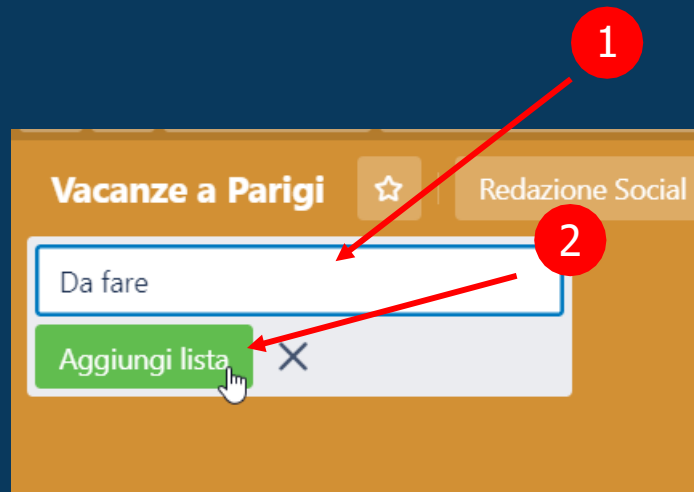 1
Vacanze a Parigi
Redazione Social
2
Da fare
Aggiungi lista